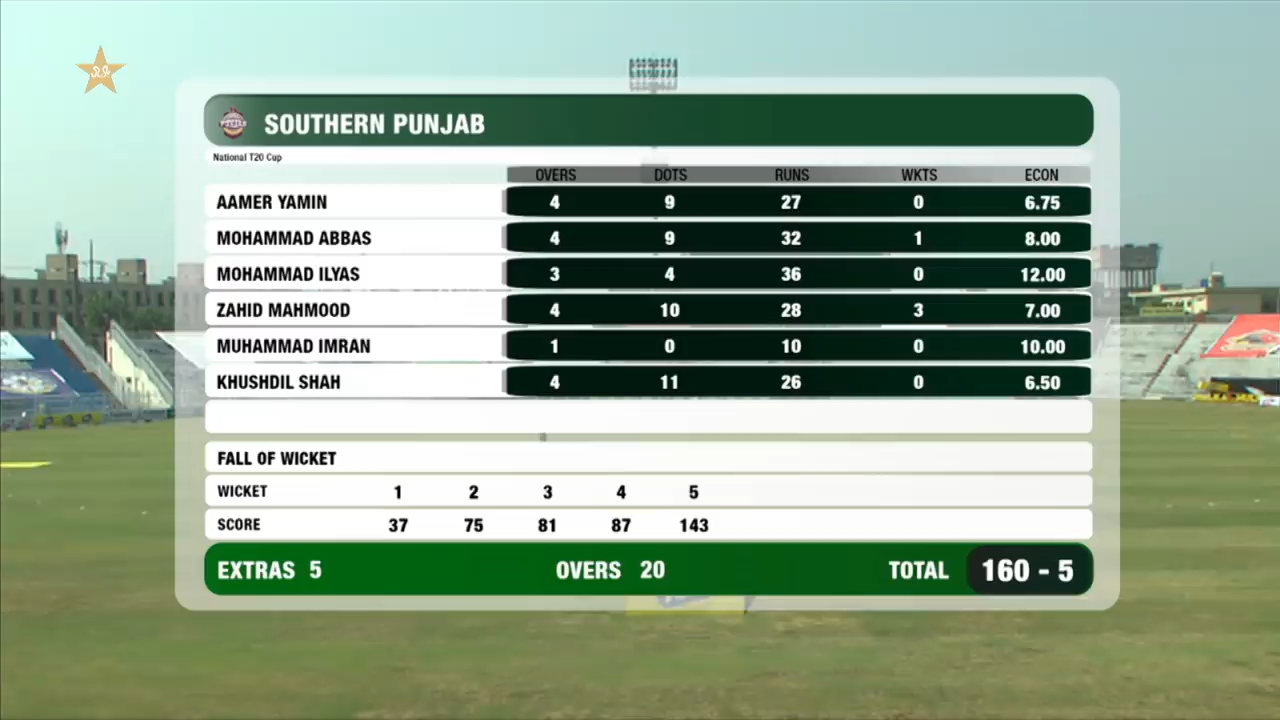 SOUTHERN PUNJAB
National T20 Cup
OVERS DOTS RUNS WKTS ECON
AAMER YAMIN 4 9 27 0 6.75
MOHAMMAD ABBAS 4 9 32 1 8.00
MOHAMMAD ILYAS 3 4 36 0 12.00
ZAHID MAHMOOD 4 10 28 3 7.00
MUHAMMAD IMRAN 1 0 10 0 10.00
KHUSHDIL SHAH 4 11 26 0 6.50
FALL OF WICKET
WICKET 1 2 3 4 5
SCORE 37 75 81 87 143
EXTRAS 5 OVERS 20 TOTAL 160 - 5